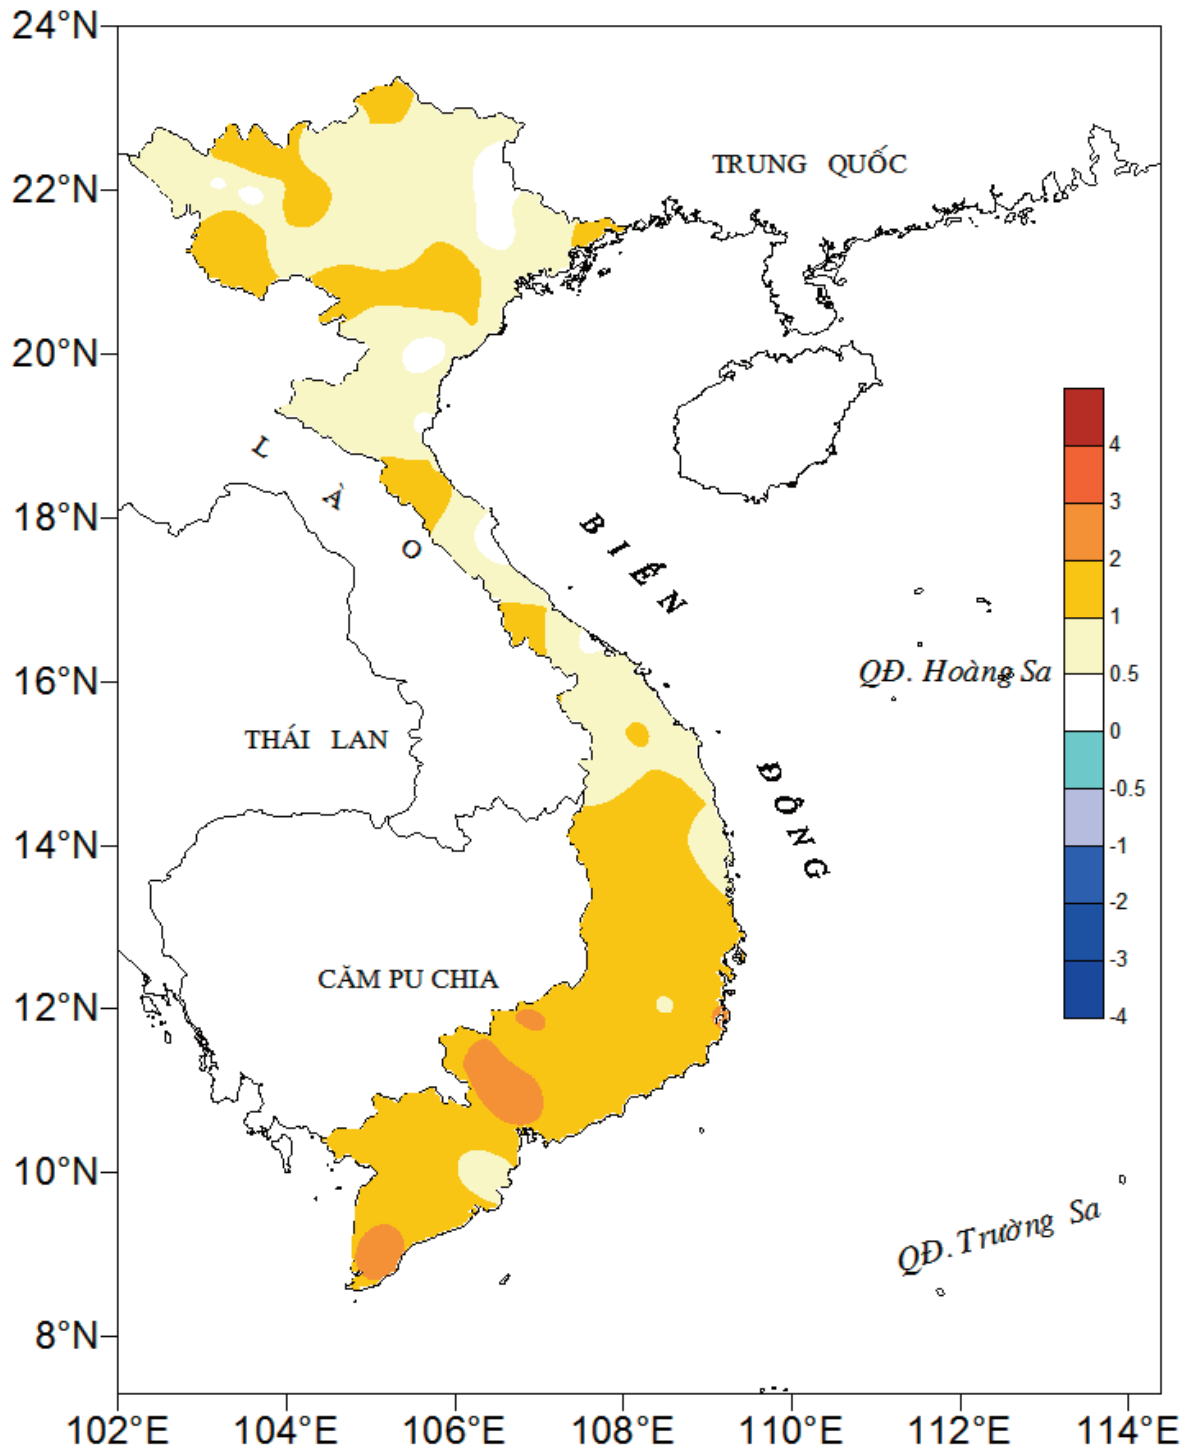 24°N
22°N
20°N
18°N
16°N
14°N
12°N
10°N
8°N
TRUNG QUỐC
L À O
BIỂN
ĐÔNG
QĐ. Hoàng Sa
THÁI LAN
CĂM PU CHIA
QĐ. Trường Sa
4
3
2
1
0.5
0
-0.5
-1
-2
-3
-4
102°E 104°E 106°E 108°E 110°E 112°E 114°E